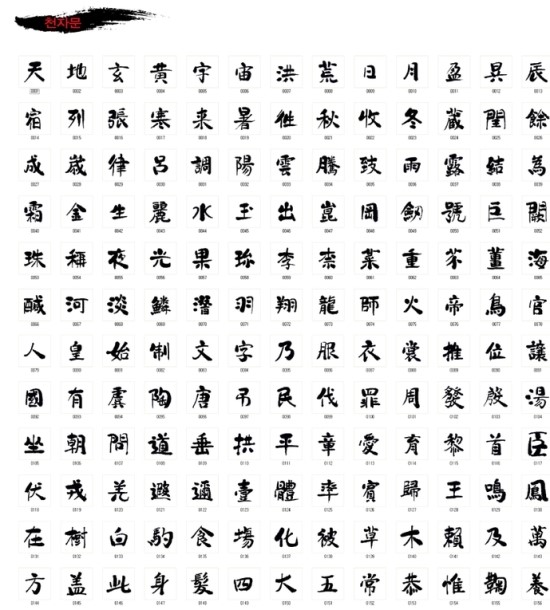 천자문
天 地 玄 黃 宇 宙 洪 荒 日 月 盈 昃 辰
0001 0002 0003 0004 0005 0006 0007 0008 0009 0010 0011 0012 0013
宿 列 張 寒 来 暑 往 秋 收 冬 藏 閏 餘
0014 0015 0016 0017 0018 0019 0020 0021 0022 0023 0024 0025 0026
成 歲 律 呂 調 陽 雲 騰 致 雨 露 結 為
0027 0028 0029 0030 0031 0032 0033 0034 0035 0036 0037 0038 0039
霜 金 生 麗 水 玉 出 崑 岡 劒 號 巨 闕
0040 0041 0042 0043 0044 0045 0046 0047 0048 0049 0050 0051 0052
珠 稱 夜 光 果 珍 李 柰 菜 重 芥 薑 海
0053 0054 0055 0056 0057 0058 0059 0060 0061 0062 0063 0064 0065
醎 河 淡 鱗 潛 羽 翔 龍 師 火 帝 鳥 官
0066 0067 0068 0069 0070 0071 0072 0073 0074 0075 0076 0077 0078
人 皇 始 制 文 字 乃 服 衣 裳 推 位 讓
0079 0080 0081 0082 0083 0084 0085 0086 0087 0088 0089 0090 0091
國 有 虞 陶 唐 弔 民 伐 罪 周 發 殷 湯
0092 0093 0094 0095 0096 0097 0098 0099 0100 0101 0102 0103 0104
坐 朝 問 道 垂 拱 平 章 愛 育 黎 首 臣
0105 0106 0107 0108 0109 0110 0111 0112 0113 0114 0115 0116 0117
伏 戎 羌 遐 邇 壹 體 率 賓 歸 王 鳴 鳳
0118 0119 0120 0121 0122 0123 0124 0125 0126 0127 0128 0129 0130
在 樹 白 駒 食 場 化 被 草 木 賴 及 萬
0131 0132 0133 0134 0135 0136 0137 0138 0139 0140 0141 0142 0143
方 盖 此 身 髮 四 大 五 常 恭 惟 鞠 養
0144 0145 0146 0147 0148 0149 0150 0151 0152 0153 0154 0155 0156